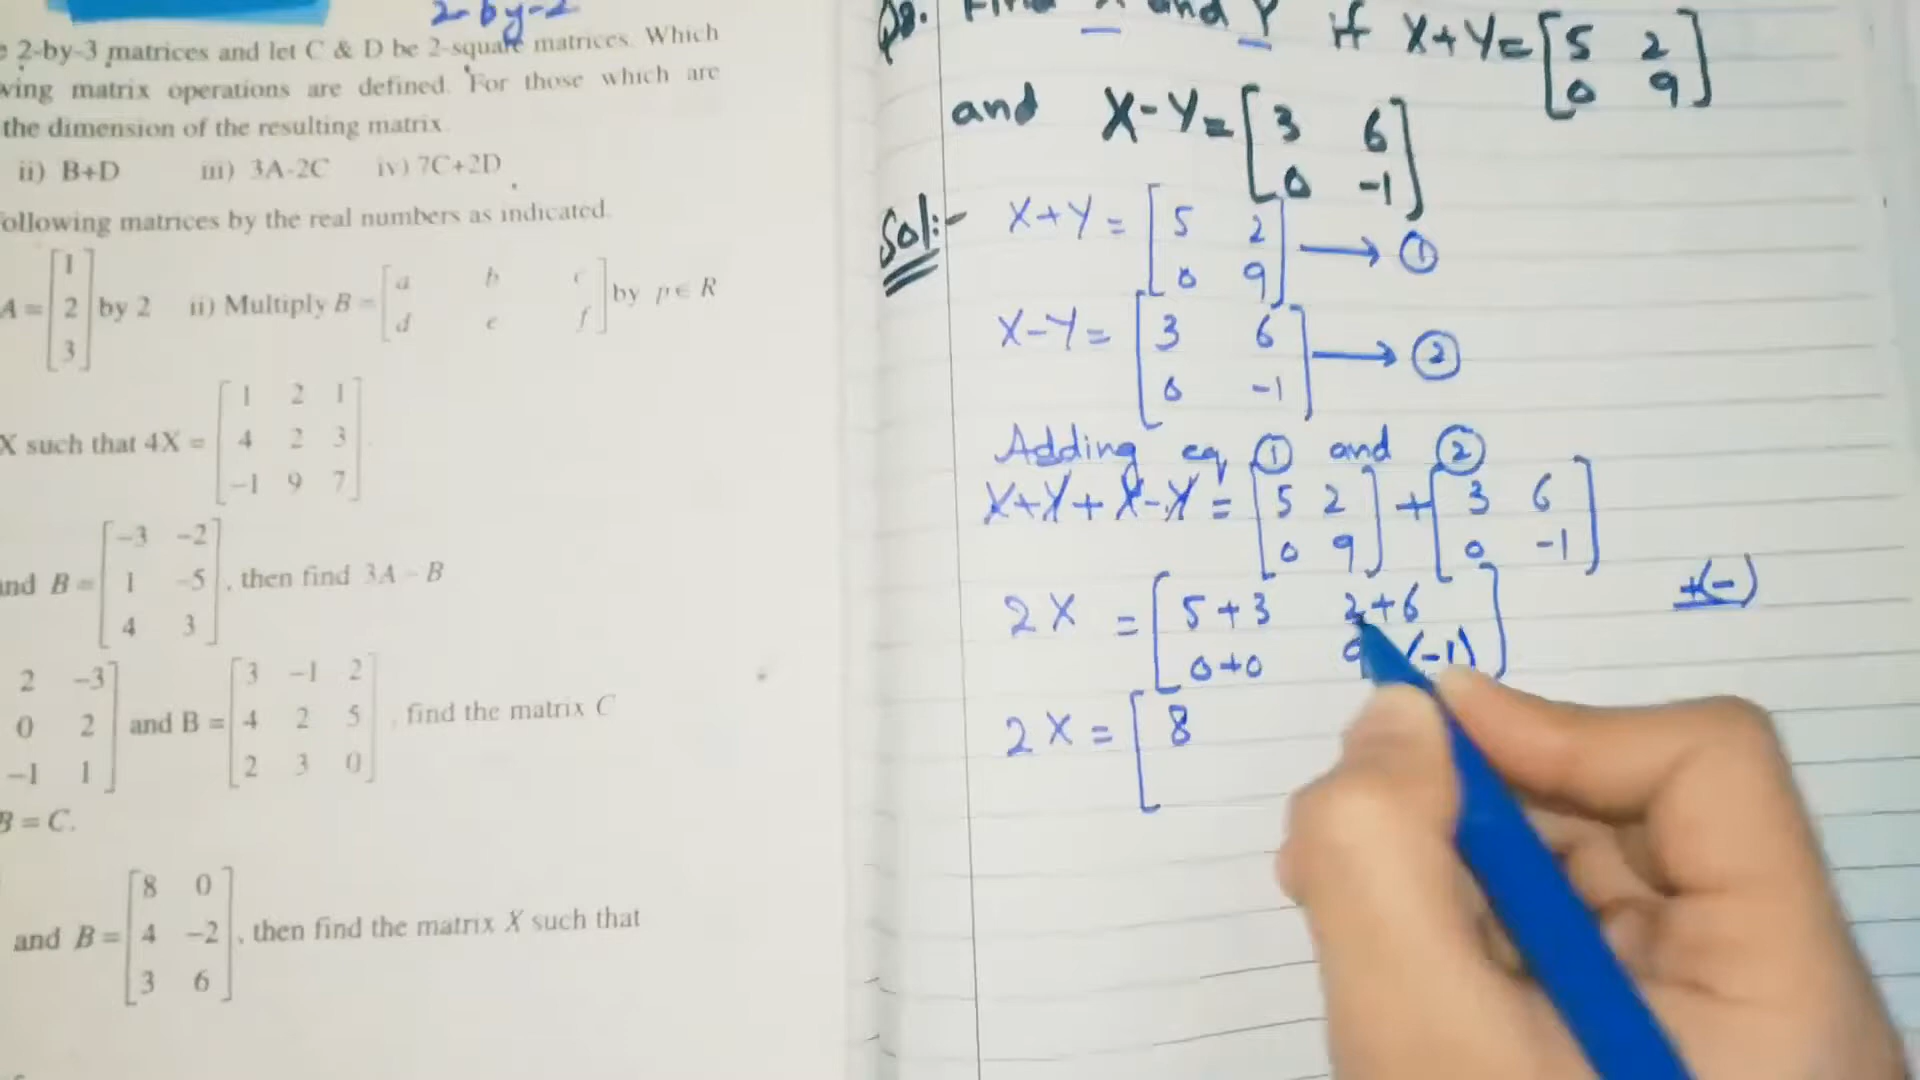 2-by-2
2-by-3 matrices and let C & D be 2-square matrices. Which
wing matrix operations are defined. For those which are
the dimension of the resulting matrix.
ii) B+D iii) 3A-2C iv) 7C+2D
ollowing matrices by the real numbers as indicated.
A = [1 by 2 ii) Multiply B = [a b c by p∈R
2 d e f]
3]
X such that 4X = [1 2 1
4 2 3
-1 9 7]
and B = [-3 -2
1 -5 , then find 3A-B
4 3]
2 -3
0 2
-1 1] and B = [3 -1 2
4 2 5 , find the matrix C
2 3 0]
B = C.
and B = [8 0
4 -2 , then find the matrix X such that
3 6]
Q8. Find X and Y if X+Y=[5 2
0 9]
and X-Y=[3 6
0 -1]
Sol:- X+Y=[5 2
0 9] → ①
X-Y=[3 6
0 -1] → ②
Adding eq ① and ②
X+Y+X-Y=[5 2 + [3 6
0 9] 0 -1]
2X = [5+3 2+6 +(-)
0+0 (-1)]
2X=[8